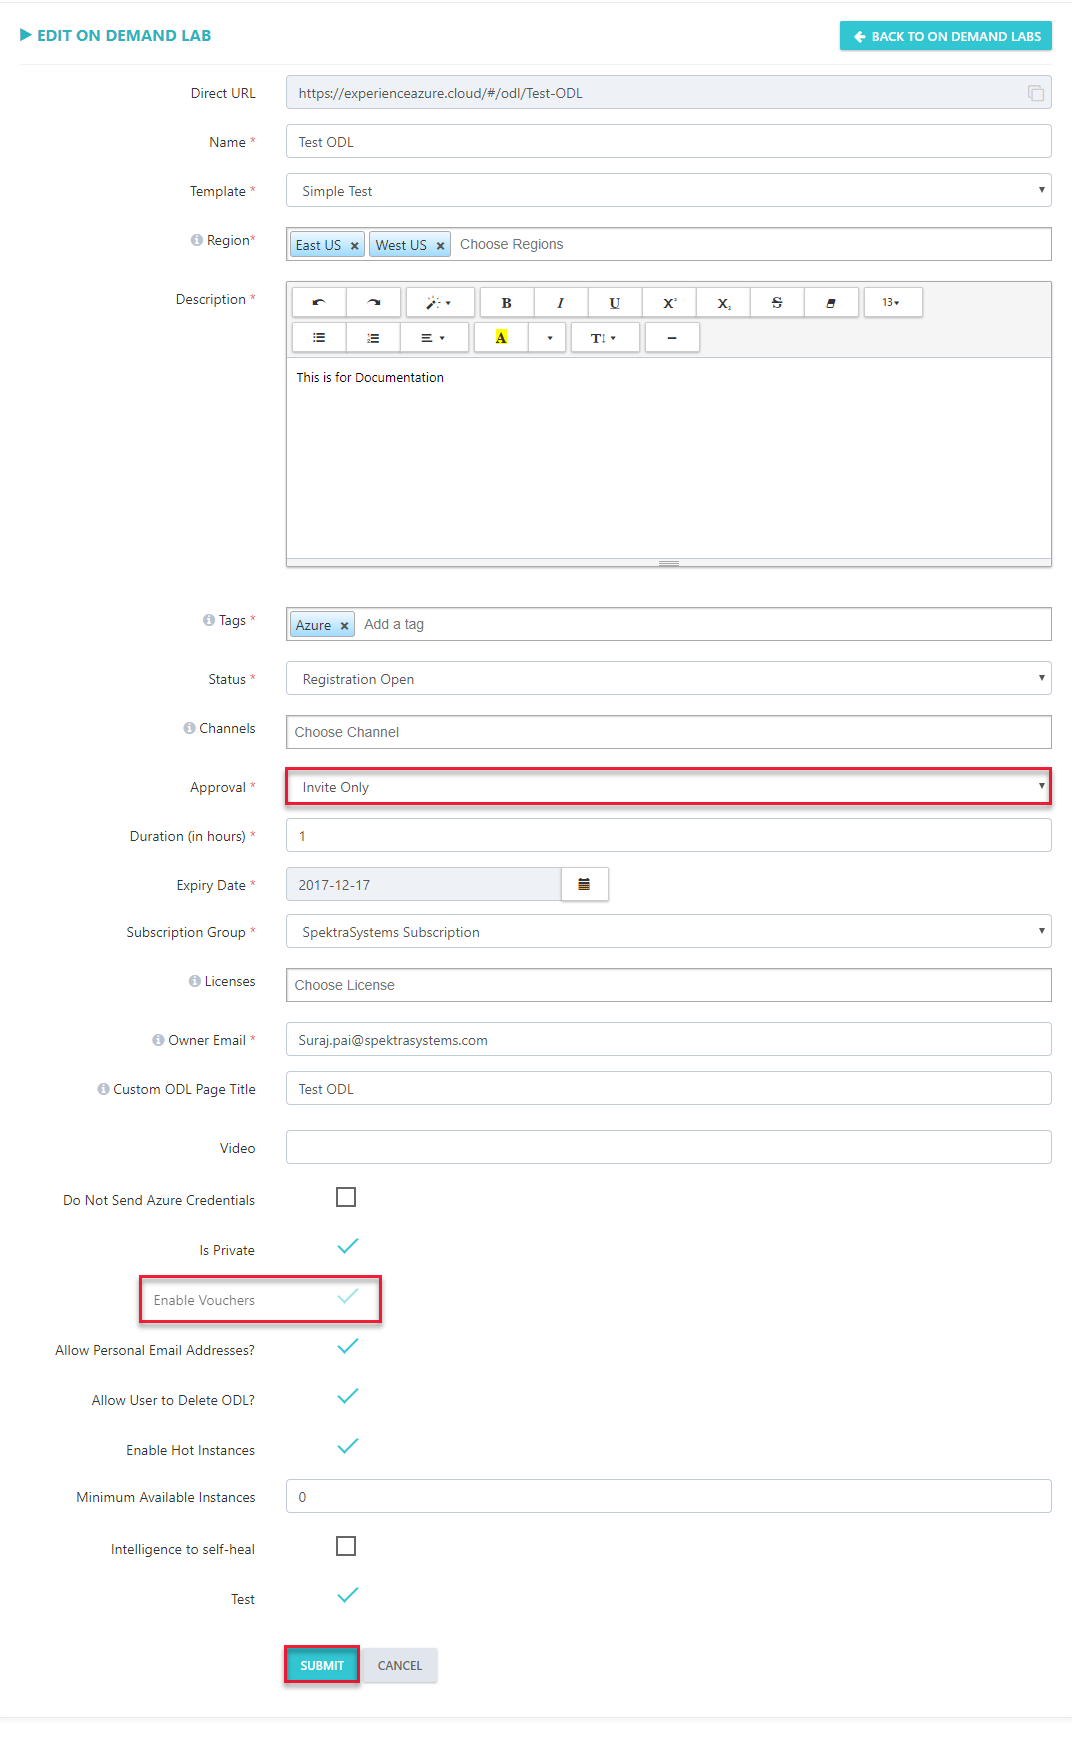 EDIT ON DEMAND LAB
BACK TO ON DEMAND LABS
Direct URL https://experienceazure.cloud/#/odl/Test-ODL
Name * Test ODL
Template * Simple Test
Region* East US × West US × Choose Regions
Description *
B I U X² X₂ S 13
A T
This is for Documentation
Tags * Azure × Add a tag
Status * Registration Open
Channels Choose Channel
Approval * Invite Only
Duration (in hours) * 1
Expiry Date * 2017-12-17
Subscription Group * SpektraSystems Subscription
Licenses Choose License
Owner Email * Suraj.pai@spektrasystems.com
Custom ODL Page Title Test ODL
Video
Do Not Send Azure Credentials
Is Private
Enable Vouchers
Allow Personal Email Addresses?
Allow User to Delete ODL?
Enable Hot Instances
Minimum Available Instances 0
Intelligence to self-heal
Test
SUBMIT CANCEL